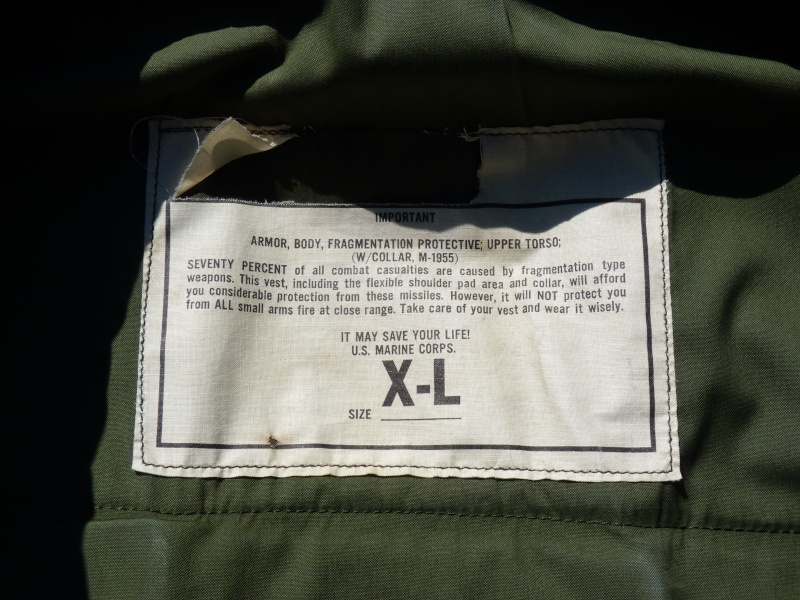 IMPORTANT
ARMOR, BODY, FRAGMENTATION PROTECTIVE; UPPER TORSO;
(W/COLLAR, M-1955)
SEVENTY PERCENT of all combat casualties are caused by fragmentation type
weapons. This vest, including the flexible shoulder pad area and collar, will afford
you considerable protection from these missiles. However, it will NOT protect you
from ALL small arms fire at close range. Take care of your vest and wear it wisely.
IT MAY SAVE YOUR LIFE!
U.S. MARINE CORPS.
SIZE X-L